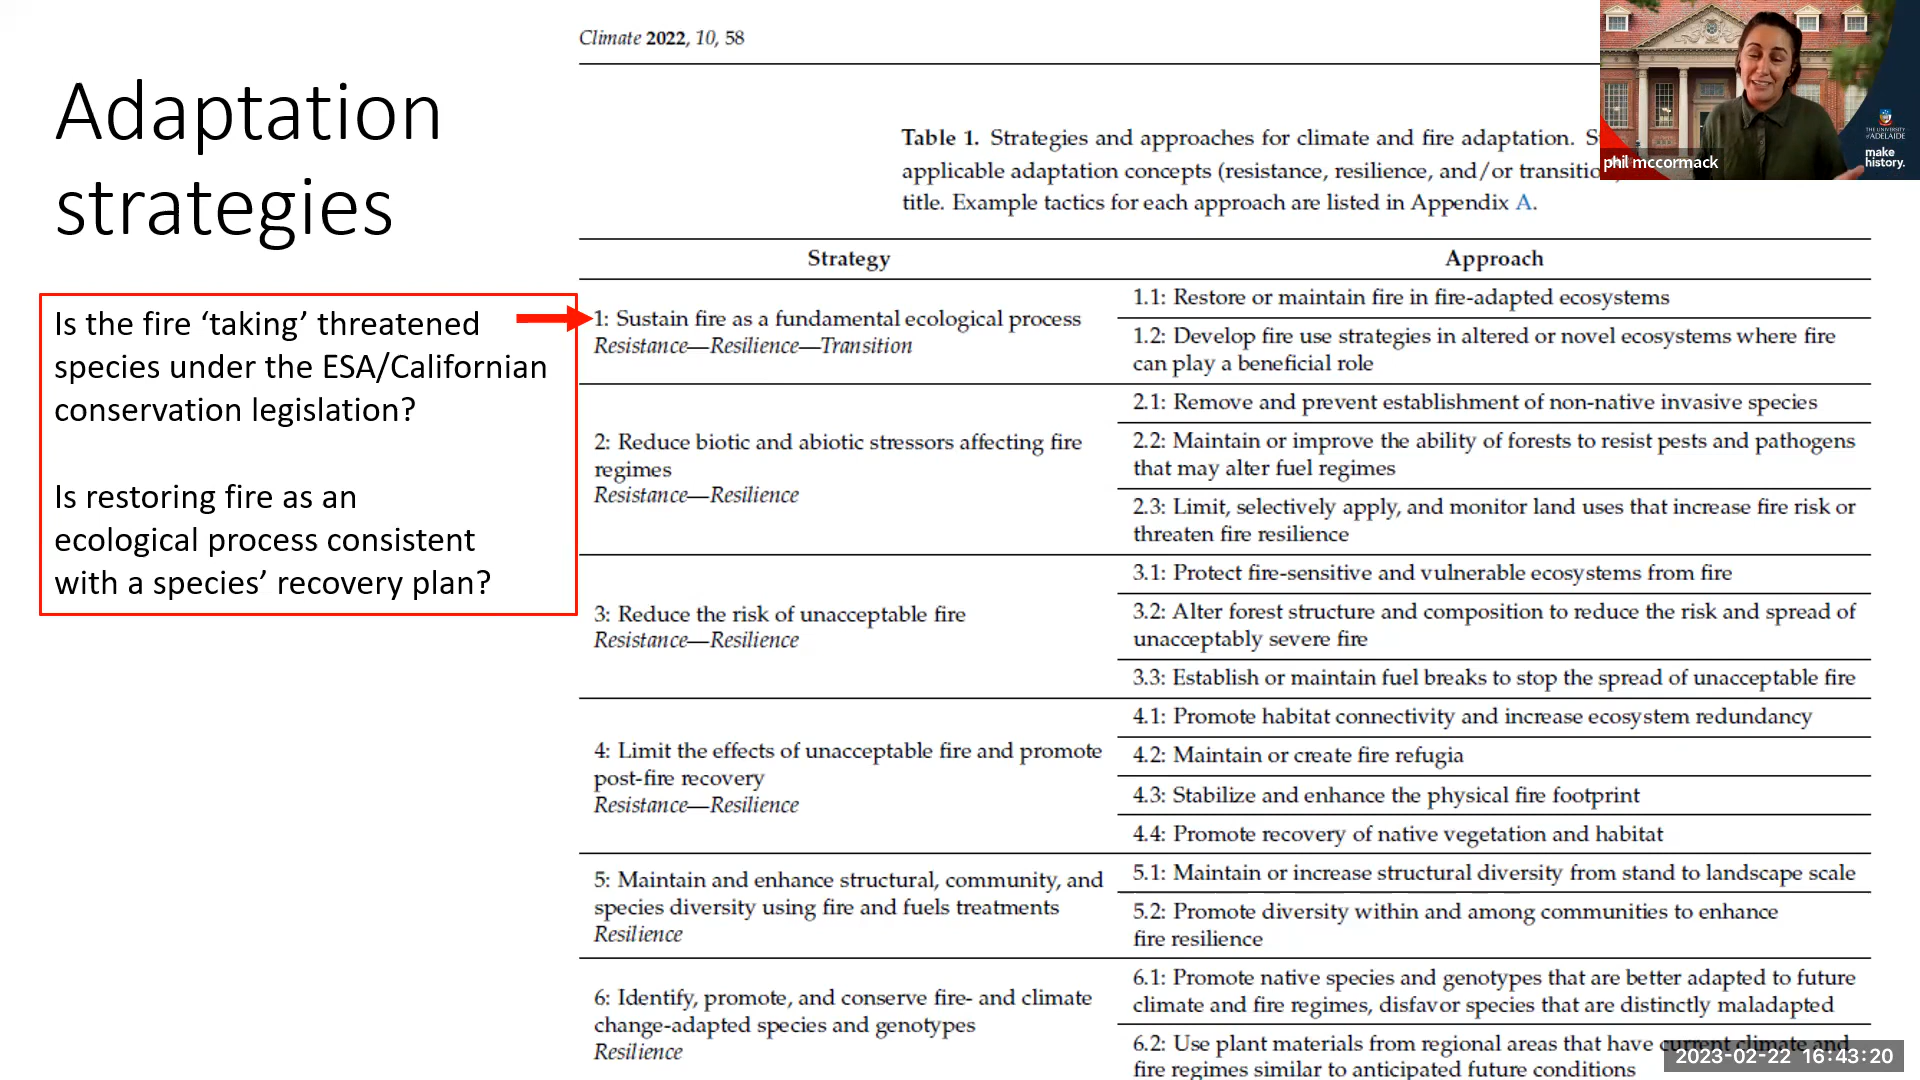 Adaptation
strategies
Is the fire ‘taking’ threatened
species under the ESA/Californian
conservation legislation?
Is restoring fire as an
ecological process consistent
with a species’ recovery plan?
Climate 2022, 10, 58
Table 1. Strategies and approaches for climate and fire adaptation.
applicable adaptation concepts (resistance, resilience, and/or
title. Example tactics for each approach are listed in Appendix A.
Strategy
Approach
1: Sustain fire as a fundamental ecological process
Resistance—Resilience—Transition
1.1: Restore or maintain fire in fire-adapted ecosystems
1.2: Develop fire use strategies in altered or novel ecosystems where fire
can play a beneficial role
2: Reduce biotic and abiotic stressors affecting fire
regimes
Resistance—Resilience
2.1: Remove and prevent establishment of non-native invasive species
2.2: Maintain or improve the ability of forests to resist pests and pathogens
that may alter fuel regimes
2.3: Limit, selectively apply, and monitor land uses that increase fire risk or
threaten fire resilience
3: Reduce the risk of unacceptable fire
Resistance—Resilience
3.1: Protect fire-sensitive and vulnerable ecosystems from fire
3.2: Alter forest structure and composition to reduce the risk and spread of
unacceptably severe fire
3.3: Establish or maintain fuel breaks to stop the spread of unacceptable fire
4: Limit the effects of unacceptable fire and promote
post-fire recovery
Resistance—Resilience
4.1: Promote habitat connectivity and increase ecosystem redundancy
4.2: Maintain or create fire refugia
4.3: Stabilize and enhance the physical fire footprint
4.4: Promote recovery of native vegetation and habitat
5: Maintain and enhance structural, community, and
species diversity using fire and fuels treatments
Resilience
5.1: Maintain or increase structural diversity from stand to landscape scale
5.2: Promote diversity within and among communities to enhance
fire resilience
6: Identify, promote, and conserve fire- and climate
change-adapted species and genotypes
Resilience
6.1: Promote native species and genotypes that are better adapted to future
climate and fire regimes, disfavor species that are distinctly maladapted
6.2: Use plant materials from regional areas that have current climate and
fire regimes similar to anticipated future conditions
phil mccormack
THE UNIVERSITY
of ADELAIDE
make
history.
2023-02-22 16:43:20